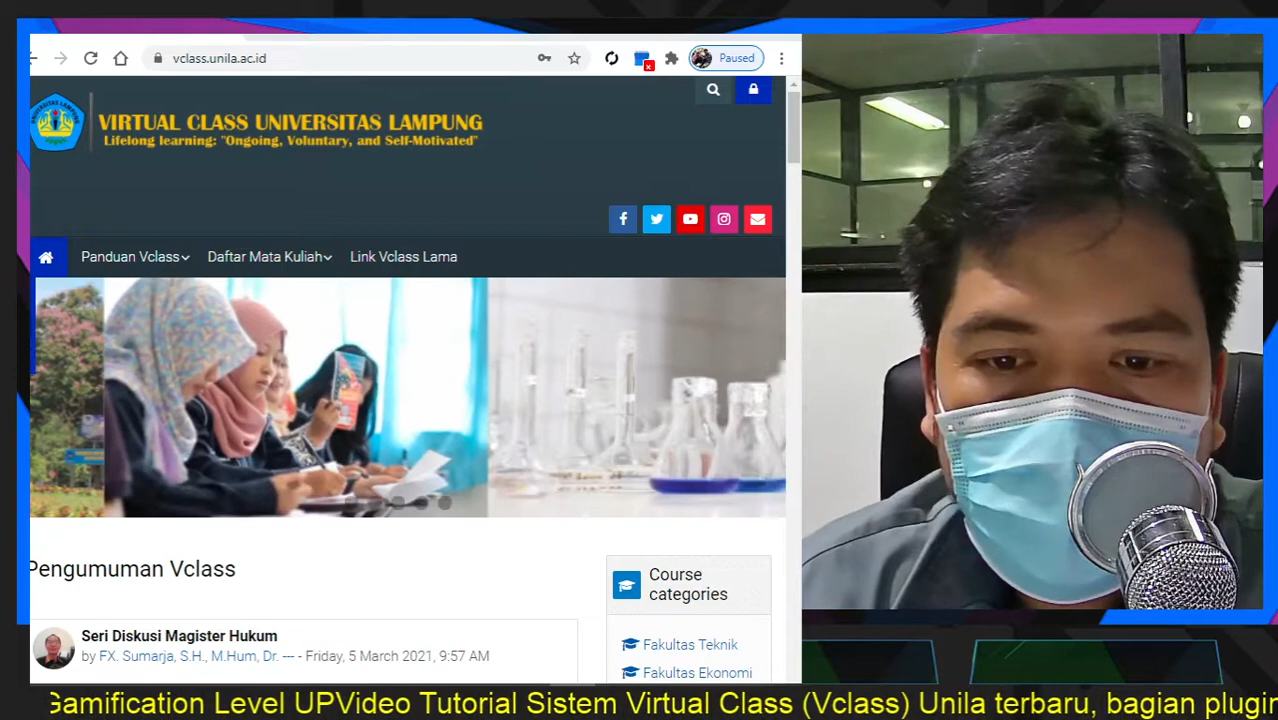 vclass.unila.ac.id
Paused
VIRTUAL CLASS UNIVERSITAS LAMPUNG
Lifelong learning: "Ongoing, Voluntary, and Self-Motivated"
Panduan Vclass
Daftar Mata Kuliah
Link Vclass Lama
Pengumuman Vclass
Course
categories
Seri Diskusi Magister Hukum
by FX. Sumarja, S.H., M.Hum, Dr. --- - Friday, 5 March 2021, 9:57 AM
Fakultas Teknik
Fakultas Ekonomi
Gamification Level UPVideo Tutorial Sistem Virtual Class (Vclass) Unila terbaru, bagian plugin